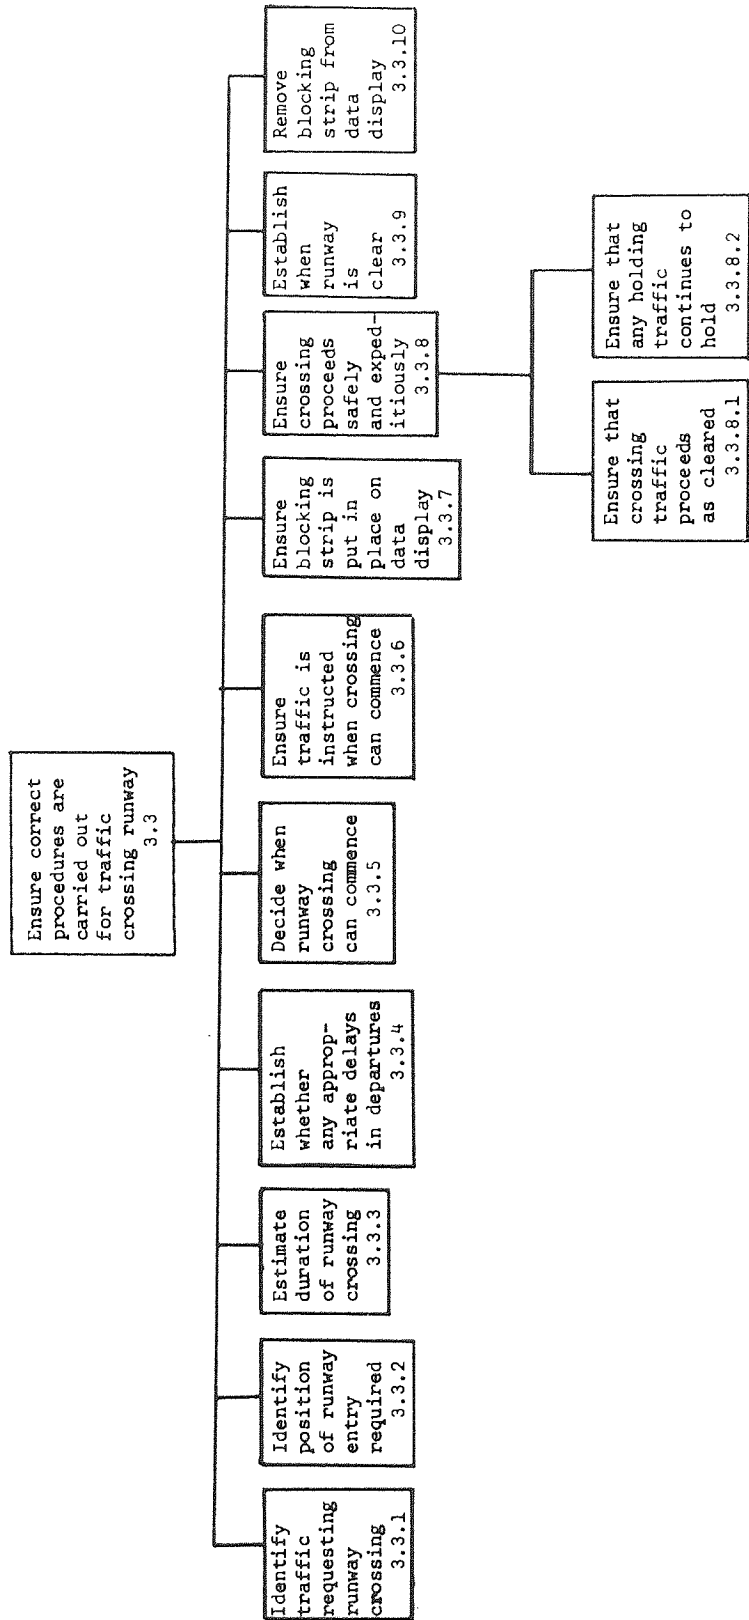 Ensure correct
procedures are
carried out
for traffic
crossing runway
3.3
Identify
traffic
requesting
runway
crossing
3.3.1
Identify
position
of runway
entry
required
3.3.2
Estimate
duration
of runway
crossing
3.3.3
Establish
whether
any approp-
riate delays
in departures
3.3.4
Decide when
runway
crossing
can commence
3.3.5
Ensure
traffic is
instructed
when crossing
can commence
3.3.6
Ensure
blocking
strip is
put in
place on
data
display
3.3.7
Ensure
crossing
proceeds
safely
and exped-
itiously
3.3.8
Establish
when
runway
is
clear
3.3.9
Remove
blocking
strip from
data
display
3.3.10
Ensure that
crossing
traffic
proceeds
as cleared
3.3.8.1
Ensure that
any holding
traffic
continues to
hold
3.3.8.2